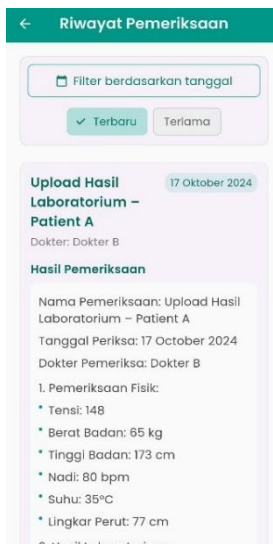 Riwayat Pemeriksaan
Filter berdasarkan tanggal
Terbaru
Terlama
Upload Hasil
Laboratorium –
Patient A
17 Oktober 2024
Dokter: Dokter B
Hasil Pemeriksaan
Nama Pemeriksaan: Upload Hasil
Laboratorium – Patient A
Tanggal Periksa: 17 October 2024
Dokter Pemeriksa: Dokter B
1. Pemeriksaan Fisik:
• Tensi: 148
• Berat Badan: 65 kg
• Tinggi Badan: 173 cm
• Nadi: 80 bpm
• Suhu: 35°C
• Lingkar Perut: 77 cm